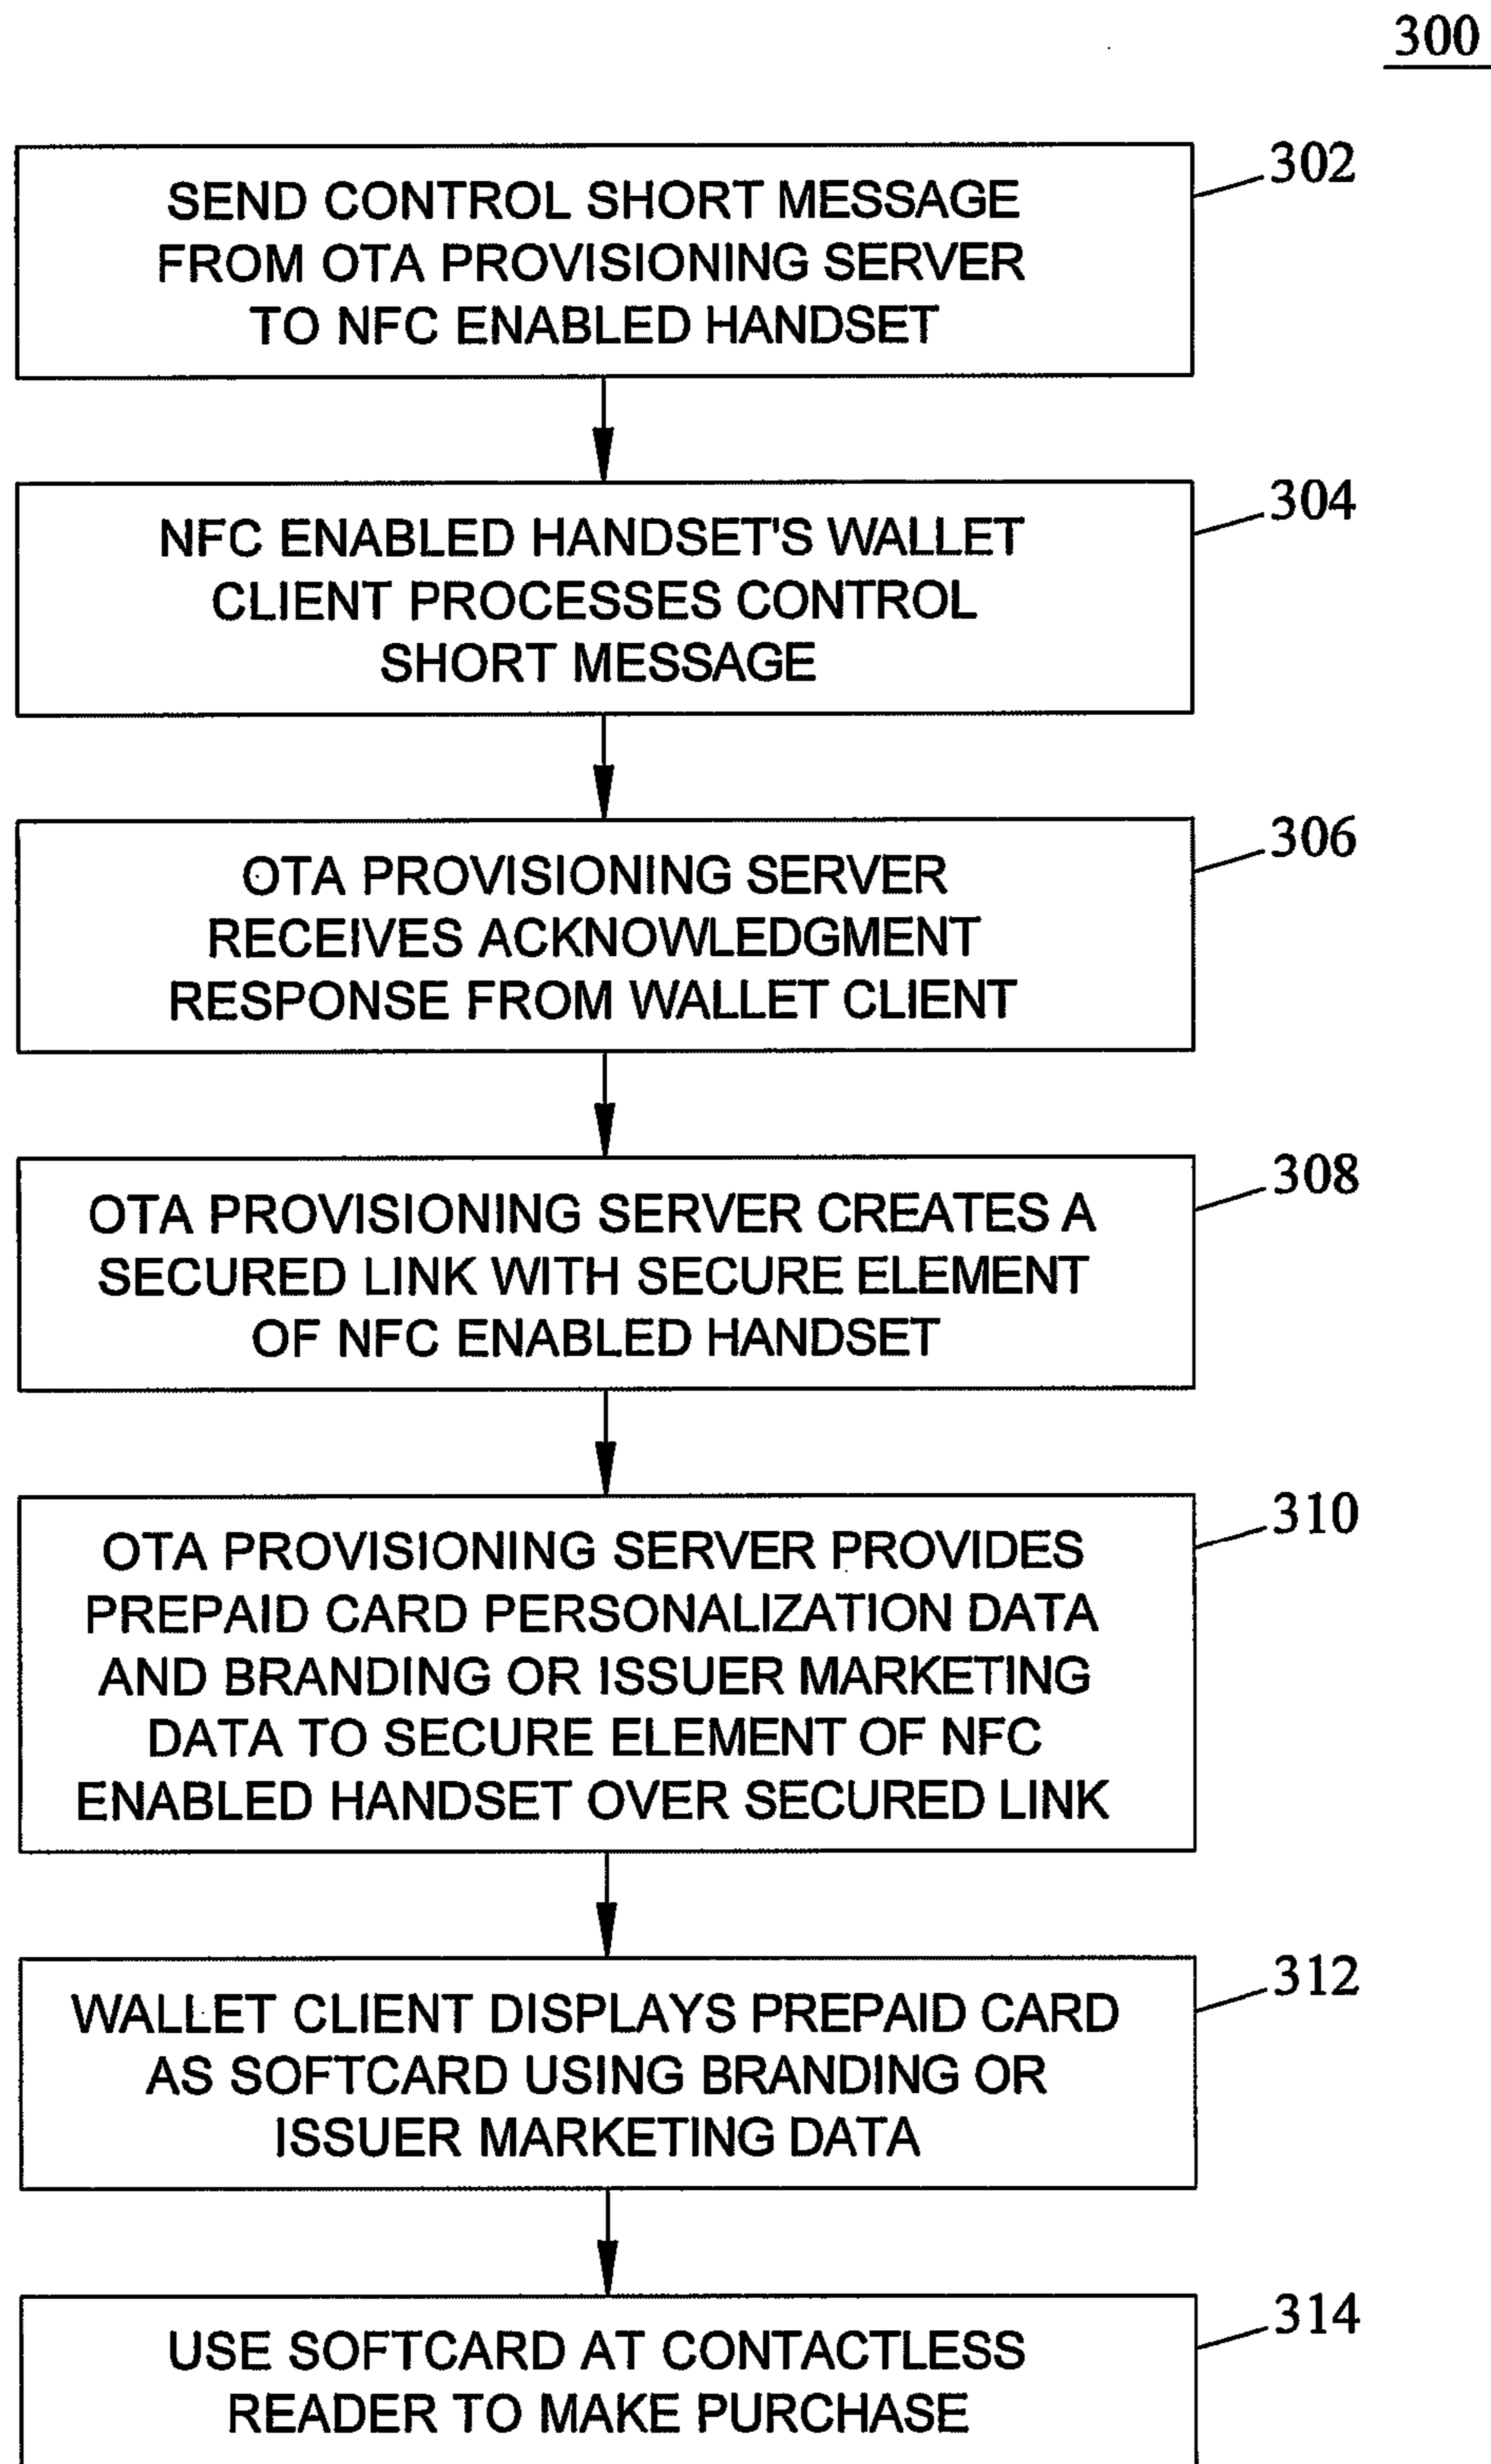 300
302
SEND CONTROL SHORT MESSAGE
FROM OTA PROVISIONING SERVER
TO NFC ENABLED HANDSET
304
NFC ENABLED HANDSET'S WALLET
CLIENT PROCESSES CONTROL
SHORT MESSAGE
306
OTA PROVISIONING SERVER
RECEIVES ACKNOWLEDGMENT
RESPONSE FROM WALLET CLIENT
308
OTA PROVISIONING SERVER CREATES A
SECURED LINK WITH SECURE ELEMENT
OF NFC ENABLED HANDSET
310
OTA PROVISIONING SERVER PROVIDES
PREPAID CARD PERSONALIZATION DATA
AND BRANDING OR ISSUER MARKETING
DATA TO SECURE ELEMENT OF NFC
ENABLED HANDSET OVER SECURED LINK
312
WALLET CLIENT DISPLAYS PREPAID CARD
AS SOFTCARD USING BRANDING OR
ISSUER MARKETING DATA
314
USE SOFTCARD AT CONTACTLESS
READER TO MAKE PURCHASE